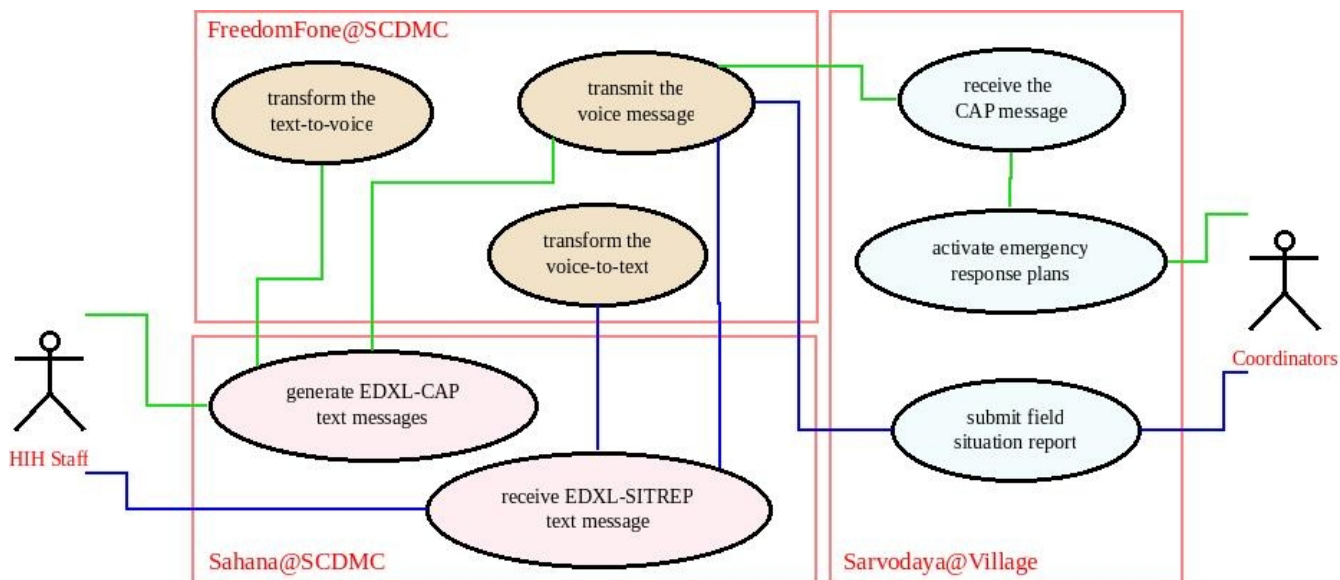 FreedomFone@SCDMC
transform the
text-to-voice
transmit the
voice message
transform the
voice-to-text
receive the
CAP message
activate emergency
response plans
Coordinators
HIH Staff
generate EDXL-CAP
text messages
submit field
situation report
receive EDXL-SITREP
text message
Sahana@SCDMC
Sarvodaya@Village